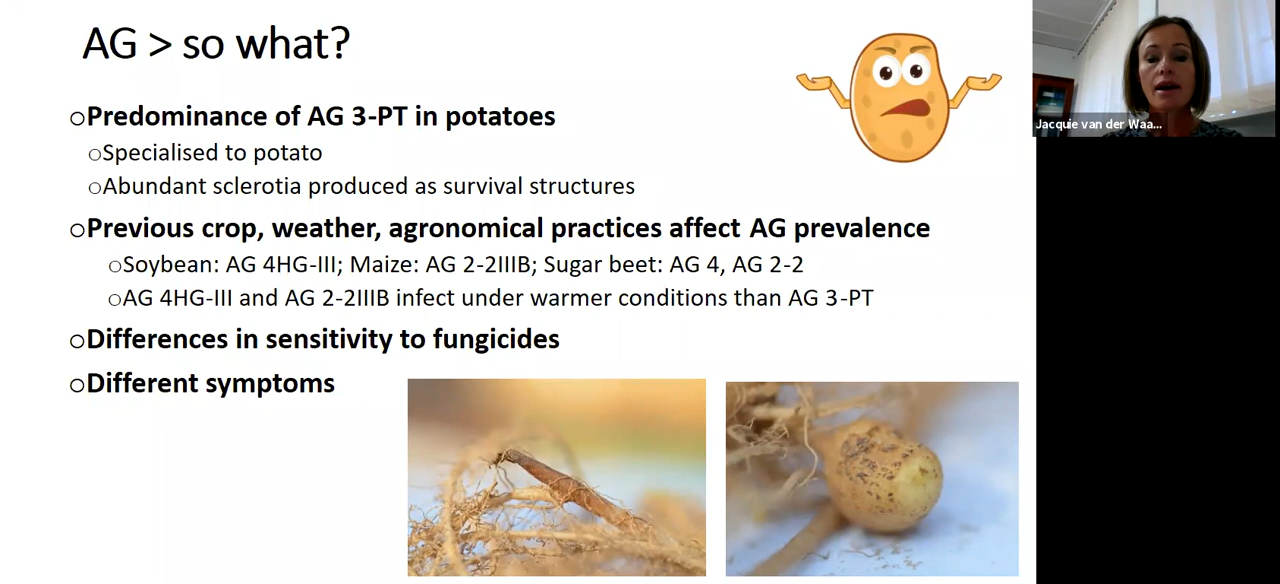 AG > so what?
○Predominance of AG 3-PT in potatoes
○Specialised to potato
○Abundant sclerotia produced as survival structures
○Previous crop, weather, agronomical practices affect AG prevalence
○Soybean: AG 4HG-III; Maize: AG 2-2IIIB; Sugar beet: AG 4, AG 2-2
○AG 4HG-III and AG 2-2IIIB infect under warmer conditions than AG 3-PT
○Differences in sensitivity to fungicides
○Different symptoms
Jacquie van der Waa...